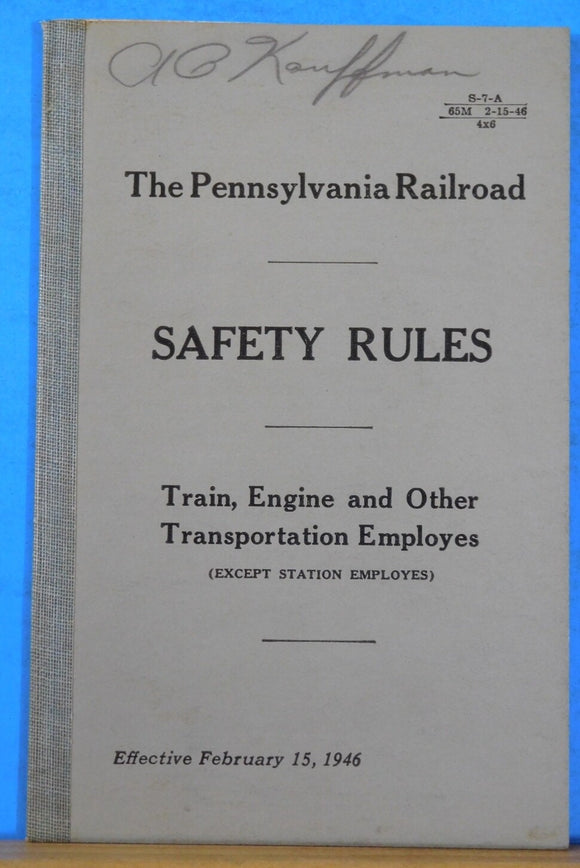 A C Kauffman
S-7-A
65M 2-15-46
4x6
The Pennsylvania Railroad
SAFETY RULES
Train, Engine and Other
Transportation Employes
(EXCEPT STATION EMPLOYES)
Effective February 15, 1946